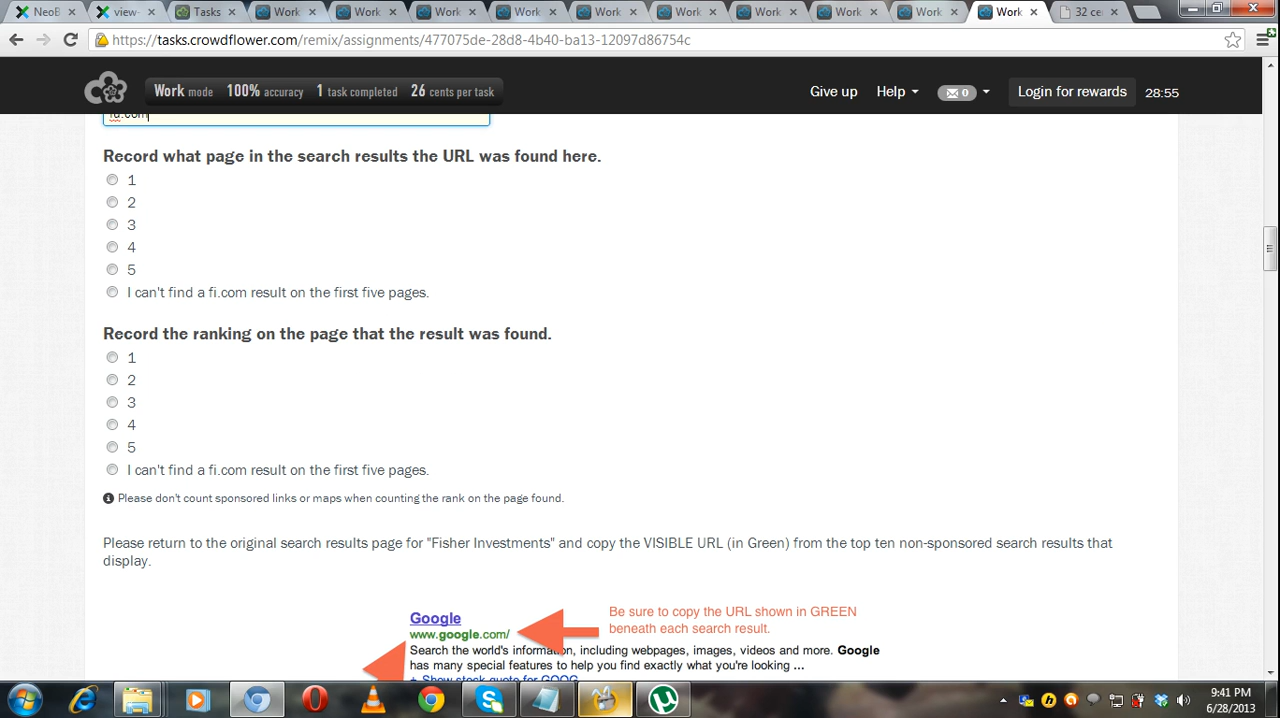 NeoB
view-
Tasks
Work
Work
Work
Work
Work
Work
Work
Work
Work
Work
32 ce
https://tasks.crowdflower.com/remix/assignments/477075de-28d8-4b40-ba13-12097d86754c
Work mode 100% accuracy 1 task completed 26 cents per task
Give up
Help
0
Login for rewards
28:55
Record what page in the search results the URL was found here.
1
2
3
4
5
I can't find a fi.com result on the first five pages.
Record the ranking on the page that the result was found.
1
2
3
4
5
I can't find a fi.com result on the first five pages.
Please don't count sponsored links or maps when counting the rank on the page found.
Please return to the original search results page for "Fisher Investments" and copy the VISIBLE URL (in Green) from the top ten non-sponsored search results that
display.
Google
www.google.com/
Search the world's information, including webpages, images, videos and more. Google
has many special features to help you find exactly what you're looking ...
+ Show stock quote for GOOG
Be sure to copy the URL shown in GREEN
beneath each search result.
9:41 PM
6/28/2013